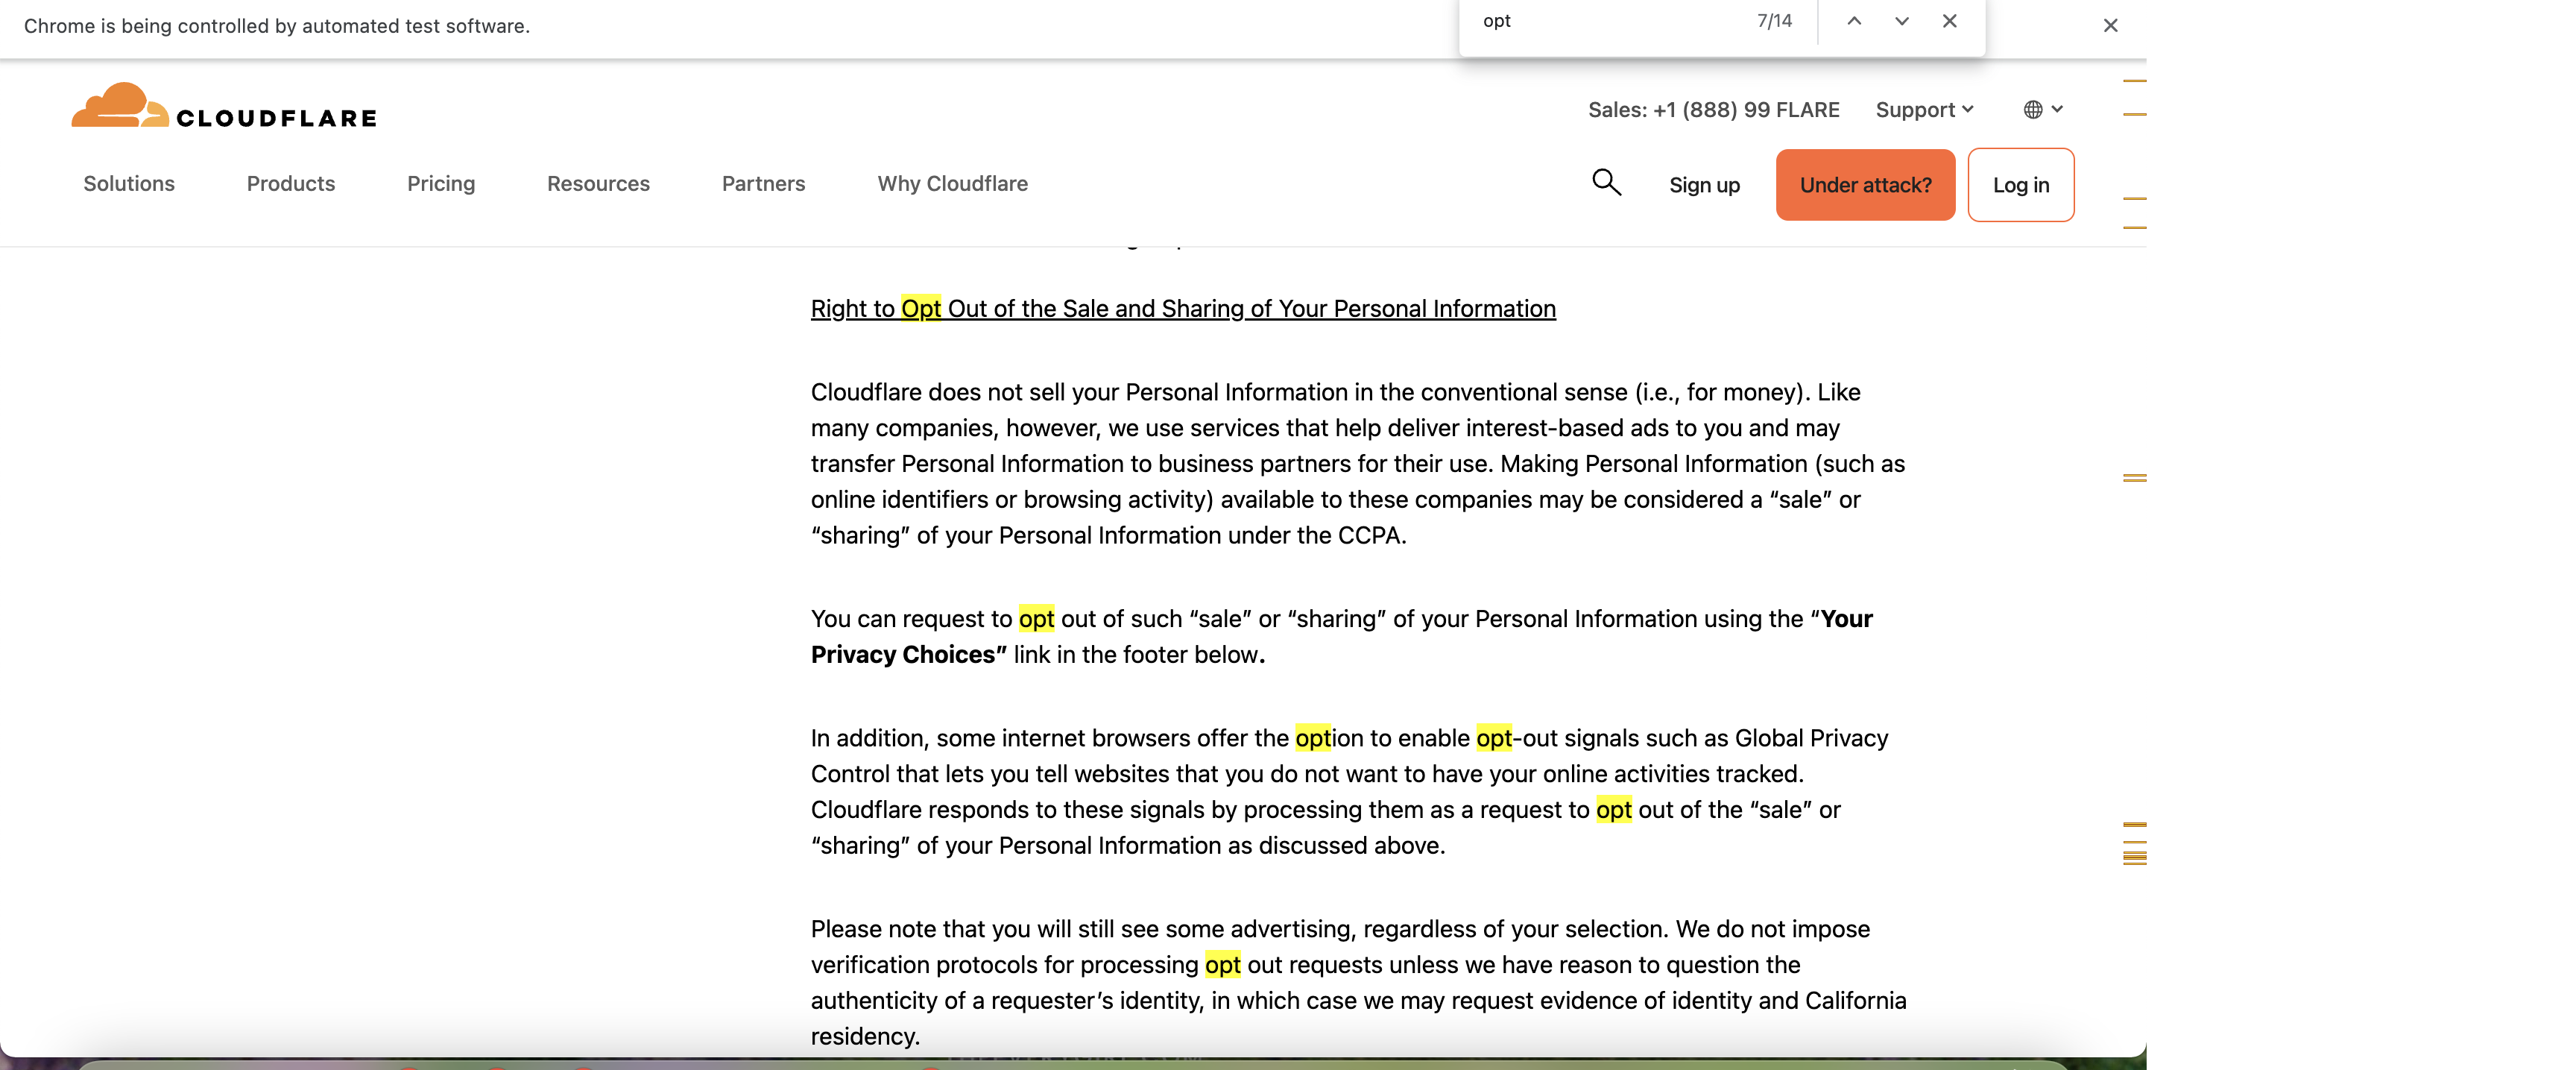 Chrome is being controlled by automated test software.
opt
7/14
CLOUDFLARE
Sales: +1 (888) 99 FLARE
Support
Solutions
Products
Pricing
Resources
Partners
Why Cloudflare
Sign up
Under attack?
Log in
Right to Opt Out of the Sale and Sharing of Your Personal Information
Cloudflare does not sell your Personal Information in the conventional sense (i.e., for money). Like
many companies, however, we use services that help deliver interest-based ads to you and may
transfer Personal Information to business partners for their use. Making Personal Information (such as
online identifiers or browsing activity) available to these companies may be considered a “sale” or
“sharing” of your Personal Information under the CCPA.
You can request to opt out of such “sale” or “sharing” of your Personal Information using the “Your
Privacy Choices” link in the footer below.
In addition, some internet browsers offer the option to enable opt-out signals such as Global Privacy
Control that lets you tell websites that you do not want to have your online activities tracked.
Cloudflare responds to these signals by processing them as a request to opt out of the “sale” or
“sharing” of your Personal Information as discussed above.
Please note that you will still see some advertising, regardless of your selection. We do not impose
verification protocols for processing opt out requests unless we have reason to question the
authenticity of a requester’s identity, in which case we may request evidence of identity and California
residency.